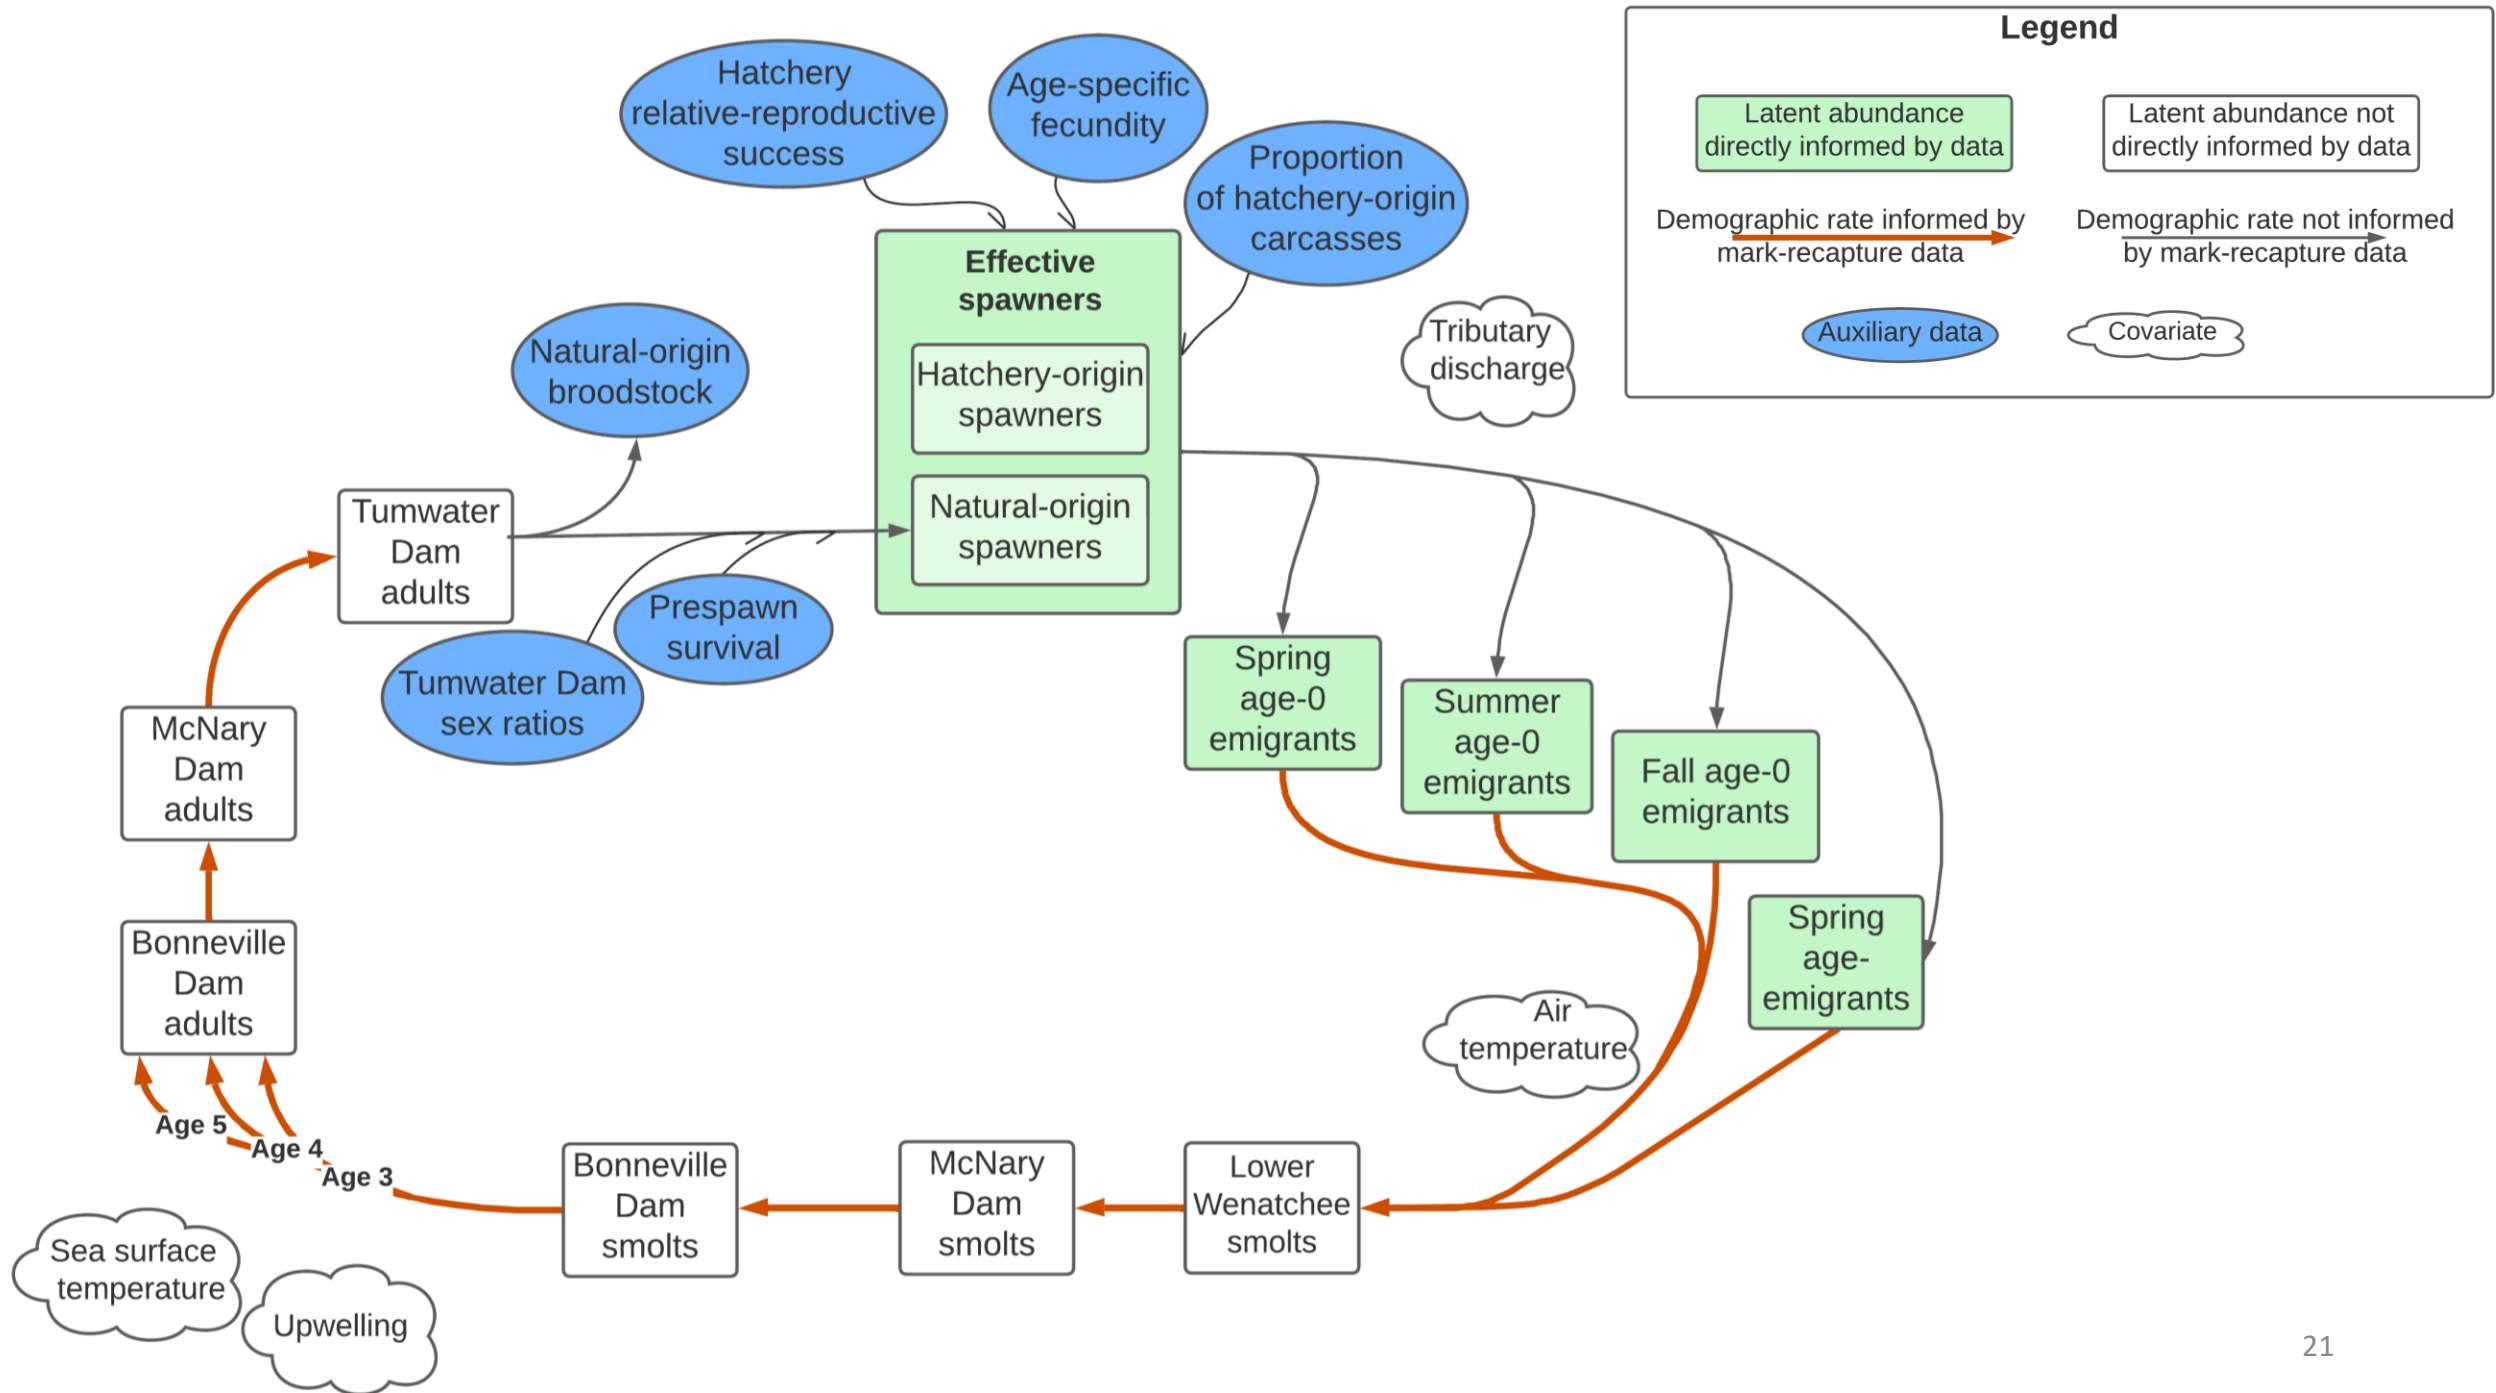 Legend
Latent abundance
directly informed by data
Latent abundance not
directly informed by data
Demographic rate informed by
mark-recapture data
Demographic rate not informed
by mark-recapture data
Auxiliary data
Covariate
Hatchery
relative-reproductive
success
Age-specific
fecundity
Proportion
of hatchery-origin
carcasses
Effective
spawners
Hatchery-origin
spawners
Natural-origin
spawners
Tributary
discharge
Natural-origin
broodstock
Tumwater
Dam
adults
Prespawn
survival
Tumwater Dam
sex ratios
McNary
Dam
adults
Bonneville
Dam
adults
Spring
age-0
emigrants
Summer
age-0
emigrants
Fall age-0
emigrants
Spring
age-
emigrants
Air
temperature
Age 5
Age 4
Age 3
Bonneville
Dam
smolts
McNary
Dam
smolts
Lower
Wenatchee
smolts
Sea surface
temperature
Upwelling
21